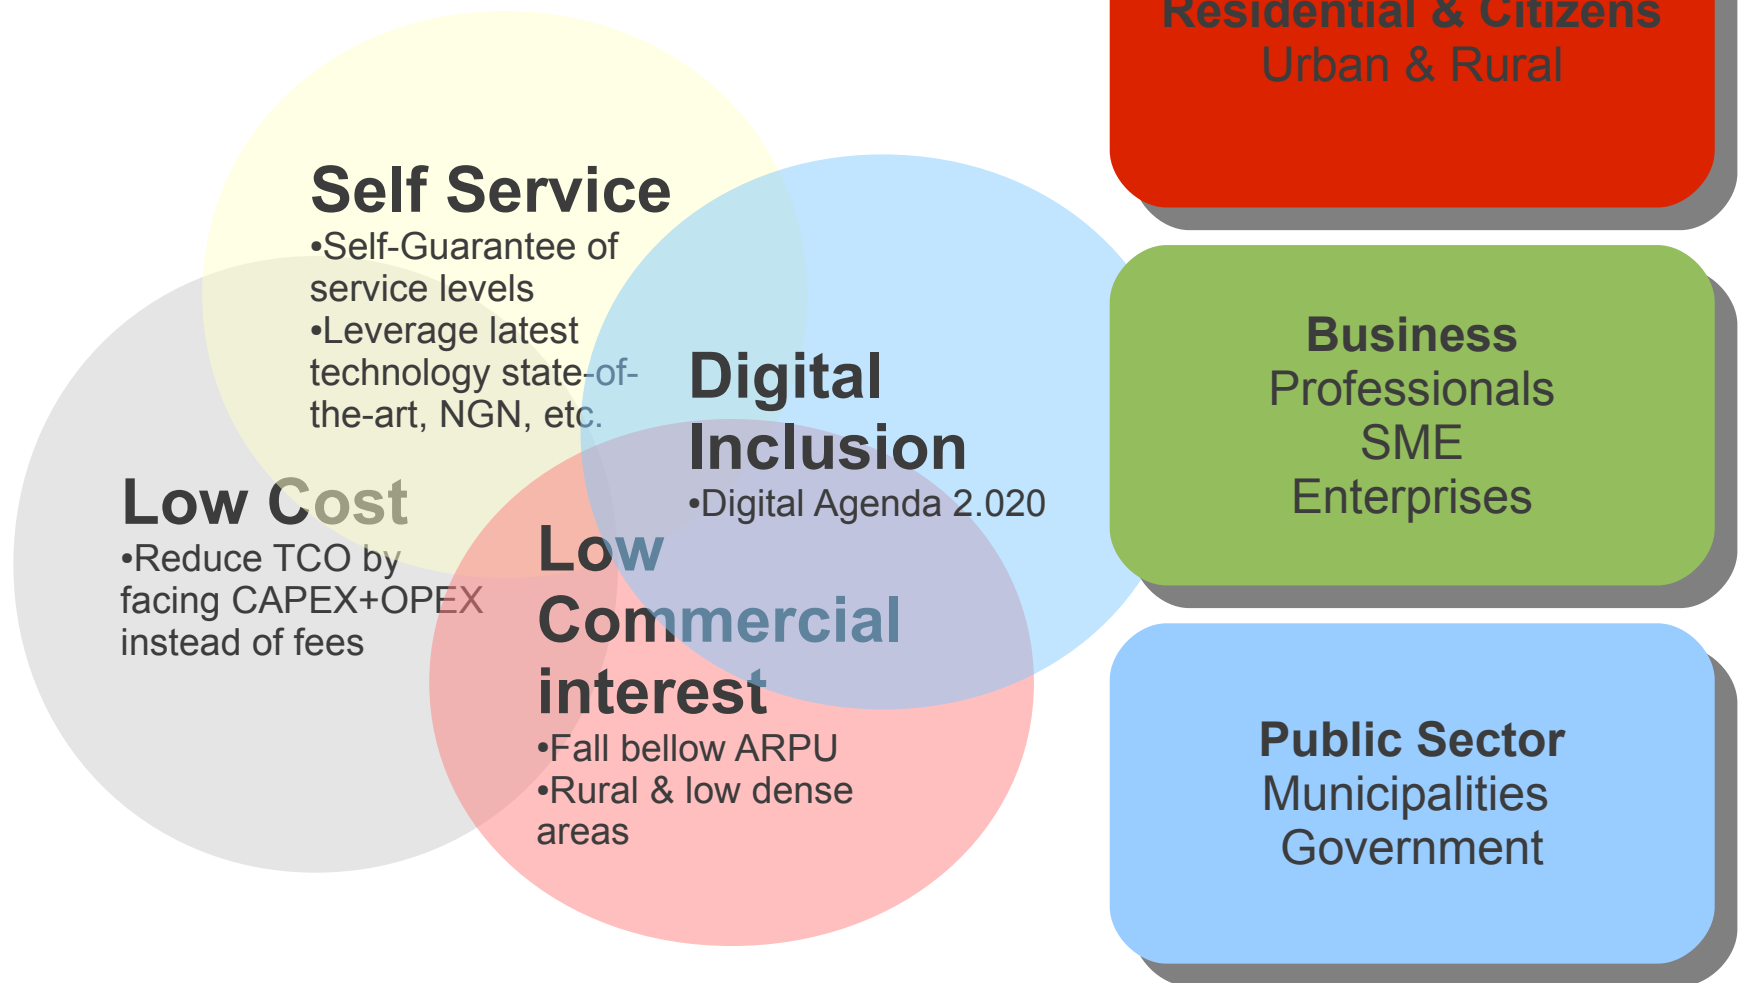 Self Service
•Self-Guarantee of
service levels
•Leverage latest
technology state-of-
the-art, NGN, etc.
Low Cost
•Reduce TCO by
facing CAPEX+OPEX
instead of fees
Digital
Inclusion
•Digital Agenda 2.020
Low
Commercial
interest
•Fall bellow ARPU
•Rural & low dense
areas
Residential & Citizens
Urban & Rural
Business
Professionals
SME
Enterprises
Public Sector
Municipalities
Government